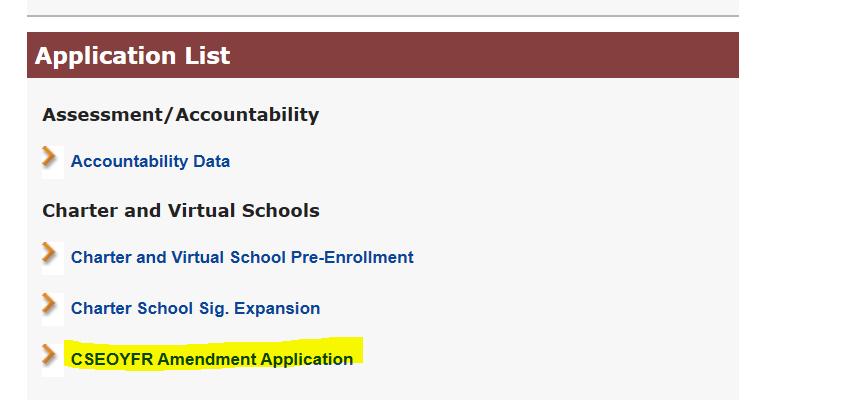 Application List
Assessment/Accountability
Accountability Data
Charter and Virtual Schools
Charter and Virtual School Pre-Enrollment
Charter School Sig. Expansion
CSEOYFR Amendment Application